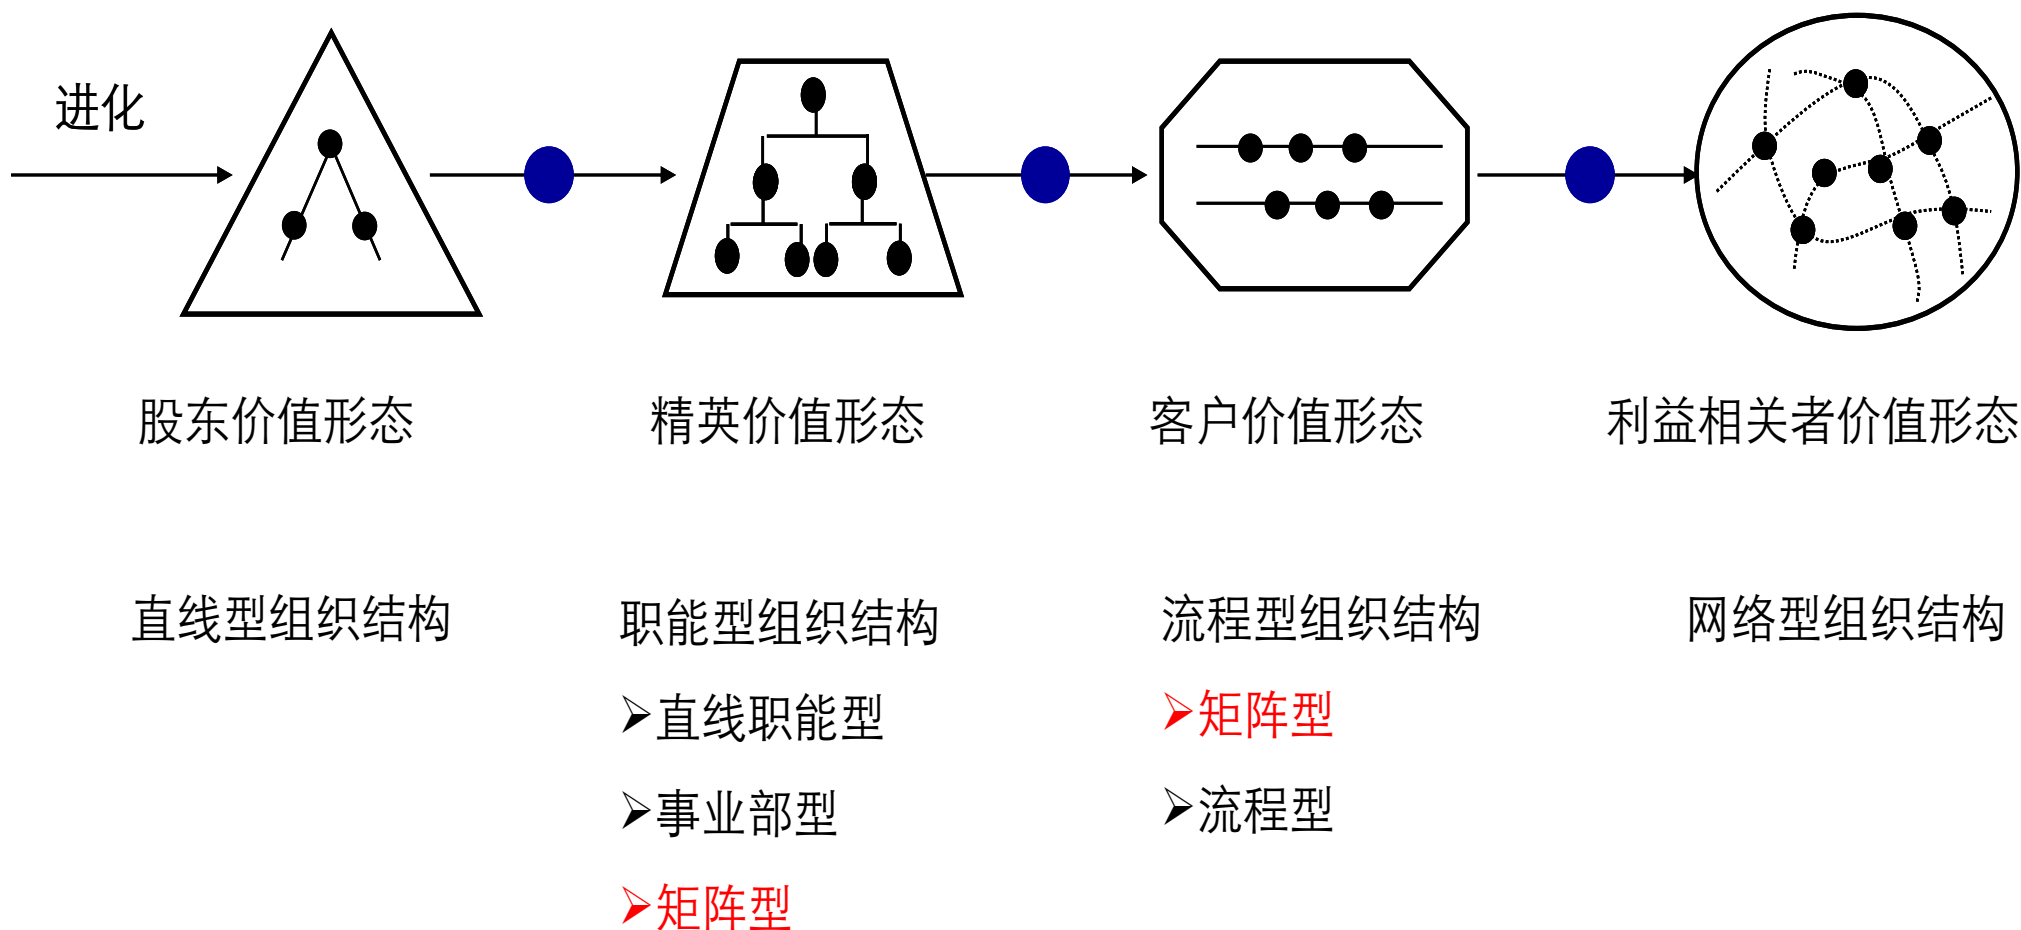 进化
股东价值形态
精英价值形态
客户价值形态
利益相关者价值形态
直线型组织结构
职能型组织结构
流程型组织结构
网络型组织结构
➢直线职能型
➢矩阵型
➢事业部型
➢流程型
➢矩阵型